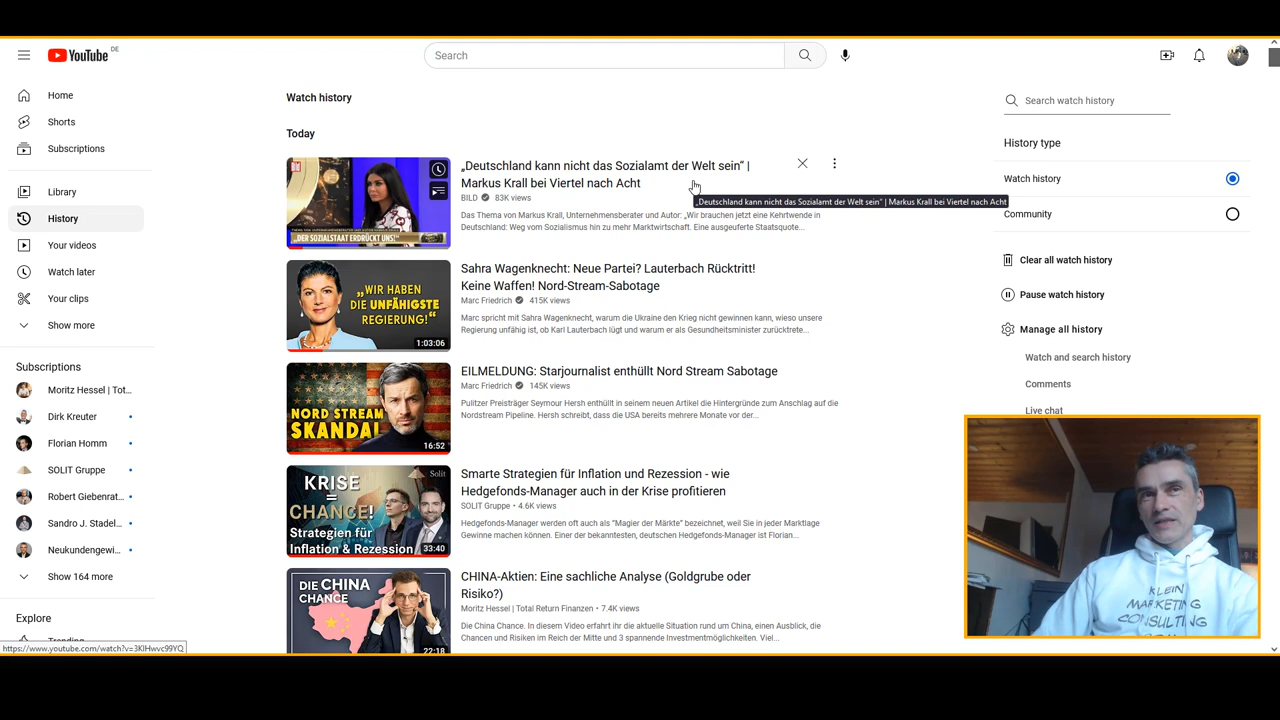 YouTube DE
Search
Home
Shorts
Subscriptions
Library
History
Your videos
Watch later
Your clips
Show more
Subscriptions
Moritz Hessel | Tot...
Dirk Kreuter
Florian Homm
SOLIT Gruppe
Robert Giebenrat...
Sandro J. Stadel...
Neukundengewi...
Show 164 more
Explore
Trending
https://www.youtube.com/watch?v=3KIHwvc99YQ
Watch history
Today
„DER SOZIALSTAAT ERDRÜCKT UNS!“
„Deutschland kann nicht das Sozialamt der Welt sein“ |
Markus Krall bei Viertel nach Acht
BILD 83K views
„Deutschland kann nicht das Sozialamt der Welt sein“ | Markus Krall bei Viertel nach Acht
Das Thema von Markus Krall, Unternehmensberater und Autor: „Wir brauchen jetzt eine Kehrtwende in
Deutschland: Weg vom Sozialismus hin zu mehr Marktwirtschaft. Eine ausgeuferte Staatsquote...
„WIR HABEN
DIE UNFÄHIGSTE
REGIERUNG!“
1:03:06
Sahra Wagenknecht: Neue Partei? Lauterbach Rücktritt!
Keine Waffen! Nord-Stream-Sabotage
Marc Friedrich 415K views
Marc spricht mit Sahra Wagenknecht, warum die Ukraine den Krieg nicht gewinnen kann, wieso unsere
Regierung unfähig ist, ob Karl Lauterbach lügt und warum er als Gesundheitsminister zurücktrete...
NORD STREAM
SKANDAL
16:52
EILMELDUNG: Starjournalist enthüllt Nord Stream Sabotage
Marc Friedrich 145K views
Pulitzer Preisträger Seymour Hersh enthüllt in seinem neuen Artikel die Hintergründe zum Anschlag auf die
Nordstream Pipeline. Hersh schreibt, dass die USA bereits mehrere Monate vor der...
Solit
KRISE
=
CHANCE!
Strategien für
Inflation & Rezession
33:40
Smarte Strategien für Inflation und Rezession - wie
Hedgefonds-Manager auch in der Krise profitieren
SOLIT Gruppe • 4.6K views
Hedgefonds-Manager werden oft auch als “Magier der Märkte” bezeichnet, weil Sie in jeder Marktlage
Gewinne machen können. Einer der bekanntesten, deutschen Hedgefonds-Manager ist Florian...
DIE CHINA
CHANCE
22:18
CHINA-Aktien: Eine sachliche Analyse (Goldgrube oder
Risiko?)
Moritz Hessel | Total Return Finanzen • 7.4K views
Die China Chance. In diesem Video erfahrt ihr die aktuelle Situation rund um China, einen Ausblick, die
Chancen und Risiken im Reich der Mitte und 3 spannende Investmentmöglichkeiten. Viel...
Search watch history
History type
Watch history
Community
Clear all watch history
Pause watch history
Manage all history
Watch and search history
Comments
Live chat
KLEIN
MARKETING
CONSULTING